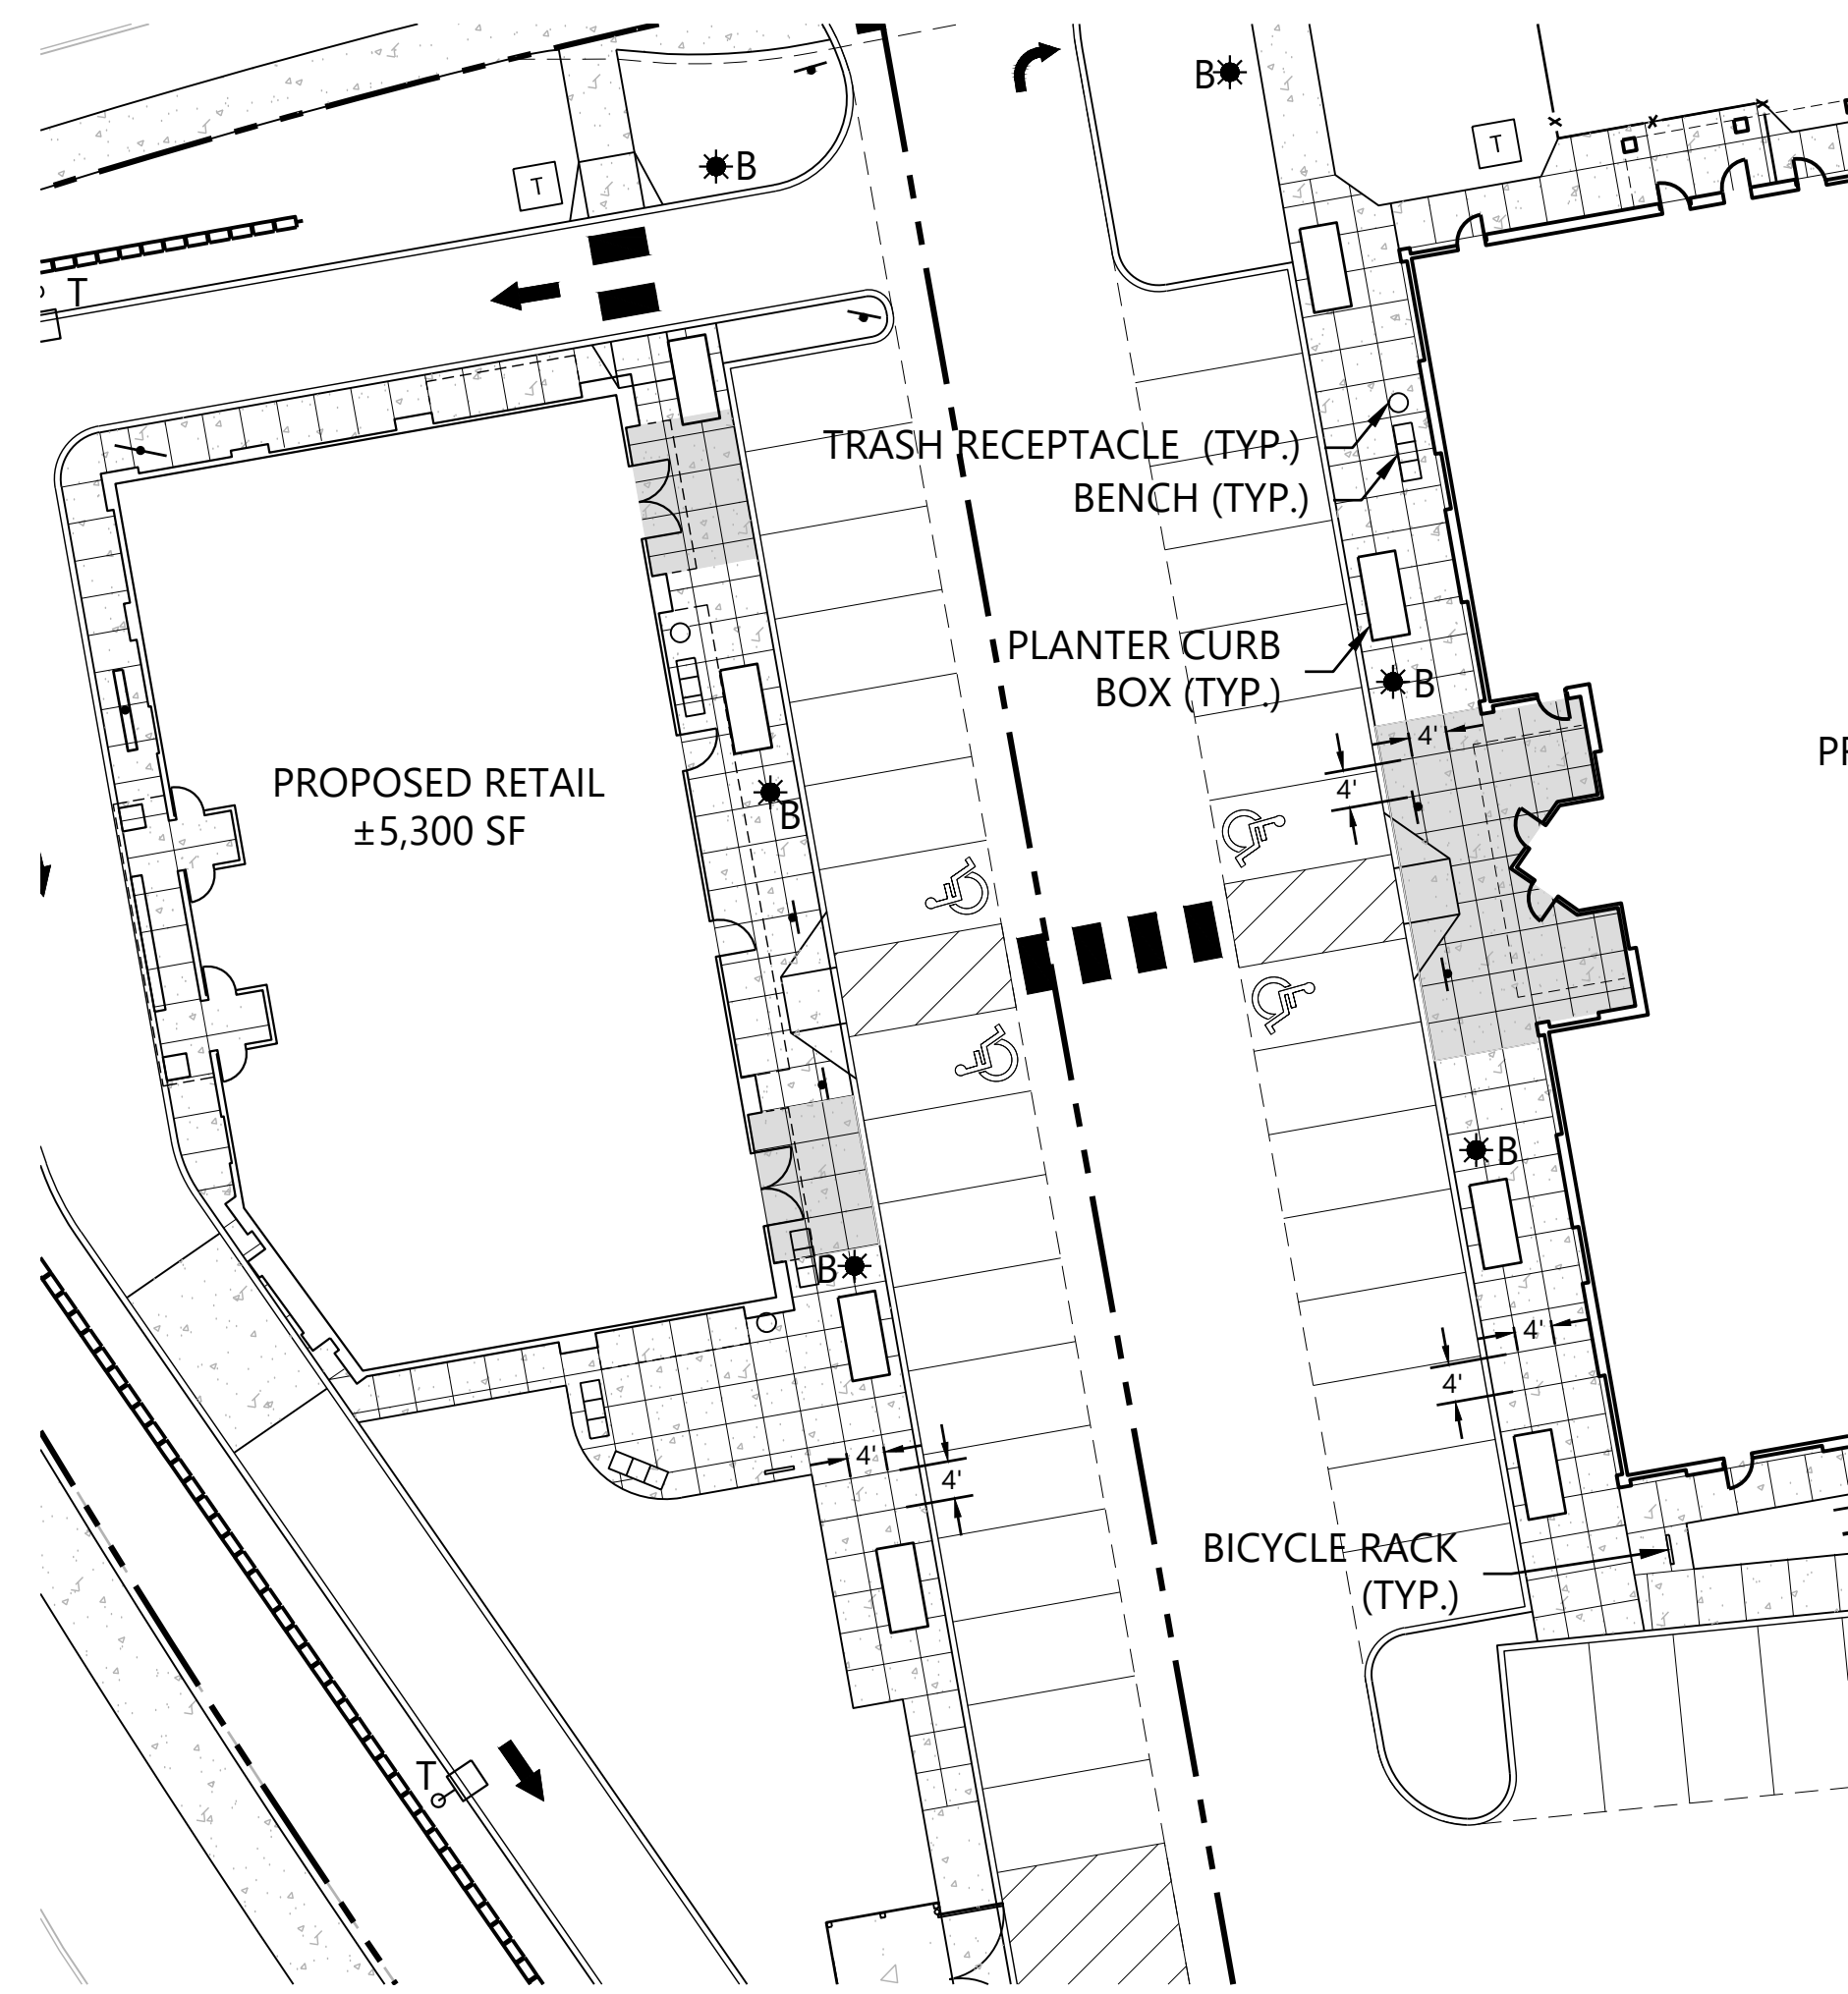 B
T
B
T
TRASH RECEPTACLE (TYP.)
BENCH (TYP.)
PLANTER CURB
BOX (TYP.)
B
4'
4'
PROPOSED RETAIL
±5,300 SF
B
PR
B
B
4'
4'
4'
4'
BICYCLE RACK
(TYP.)
T
T